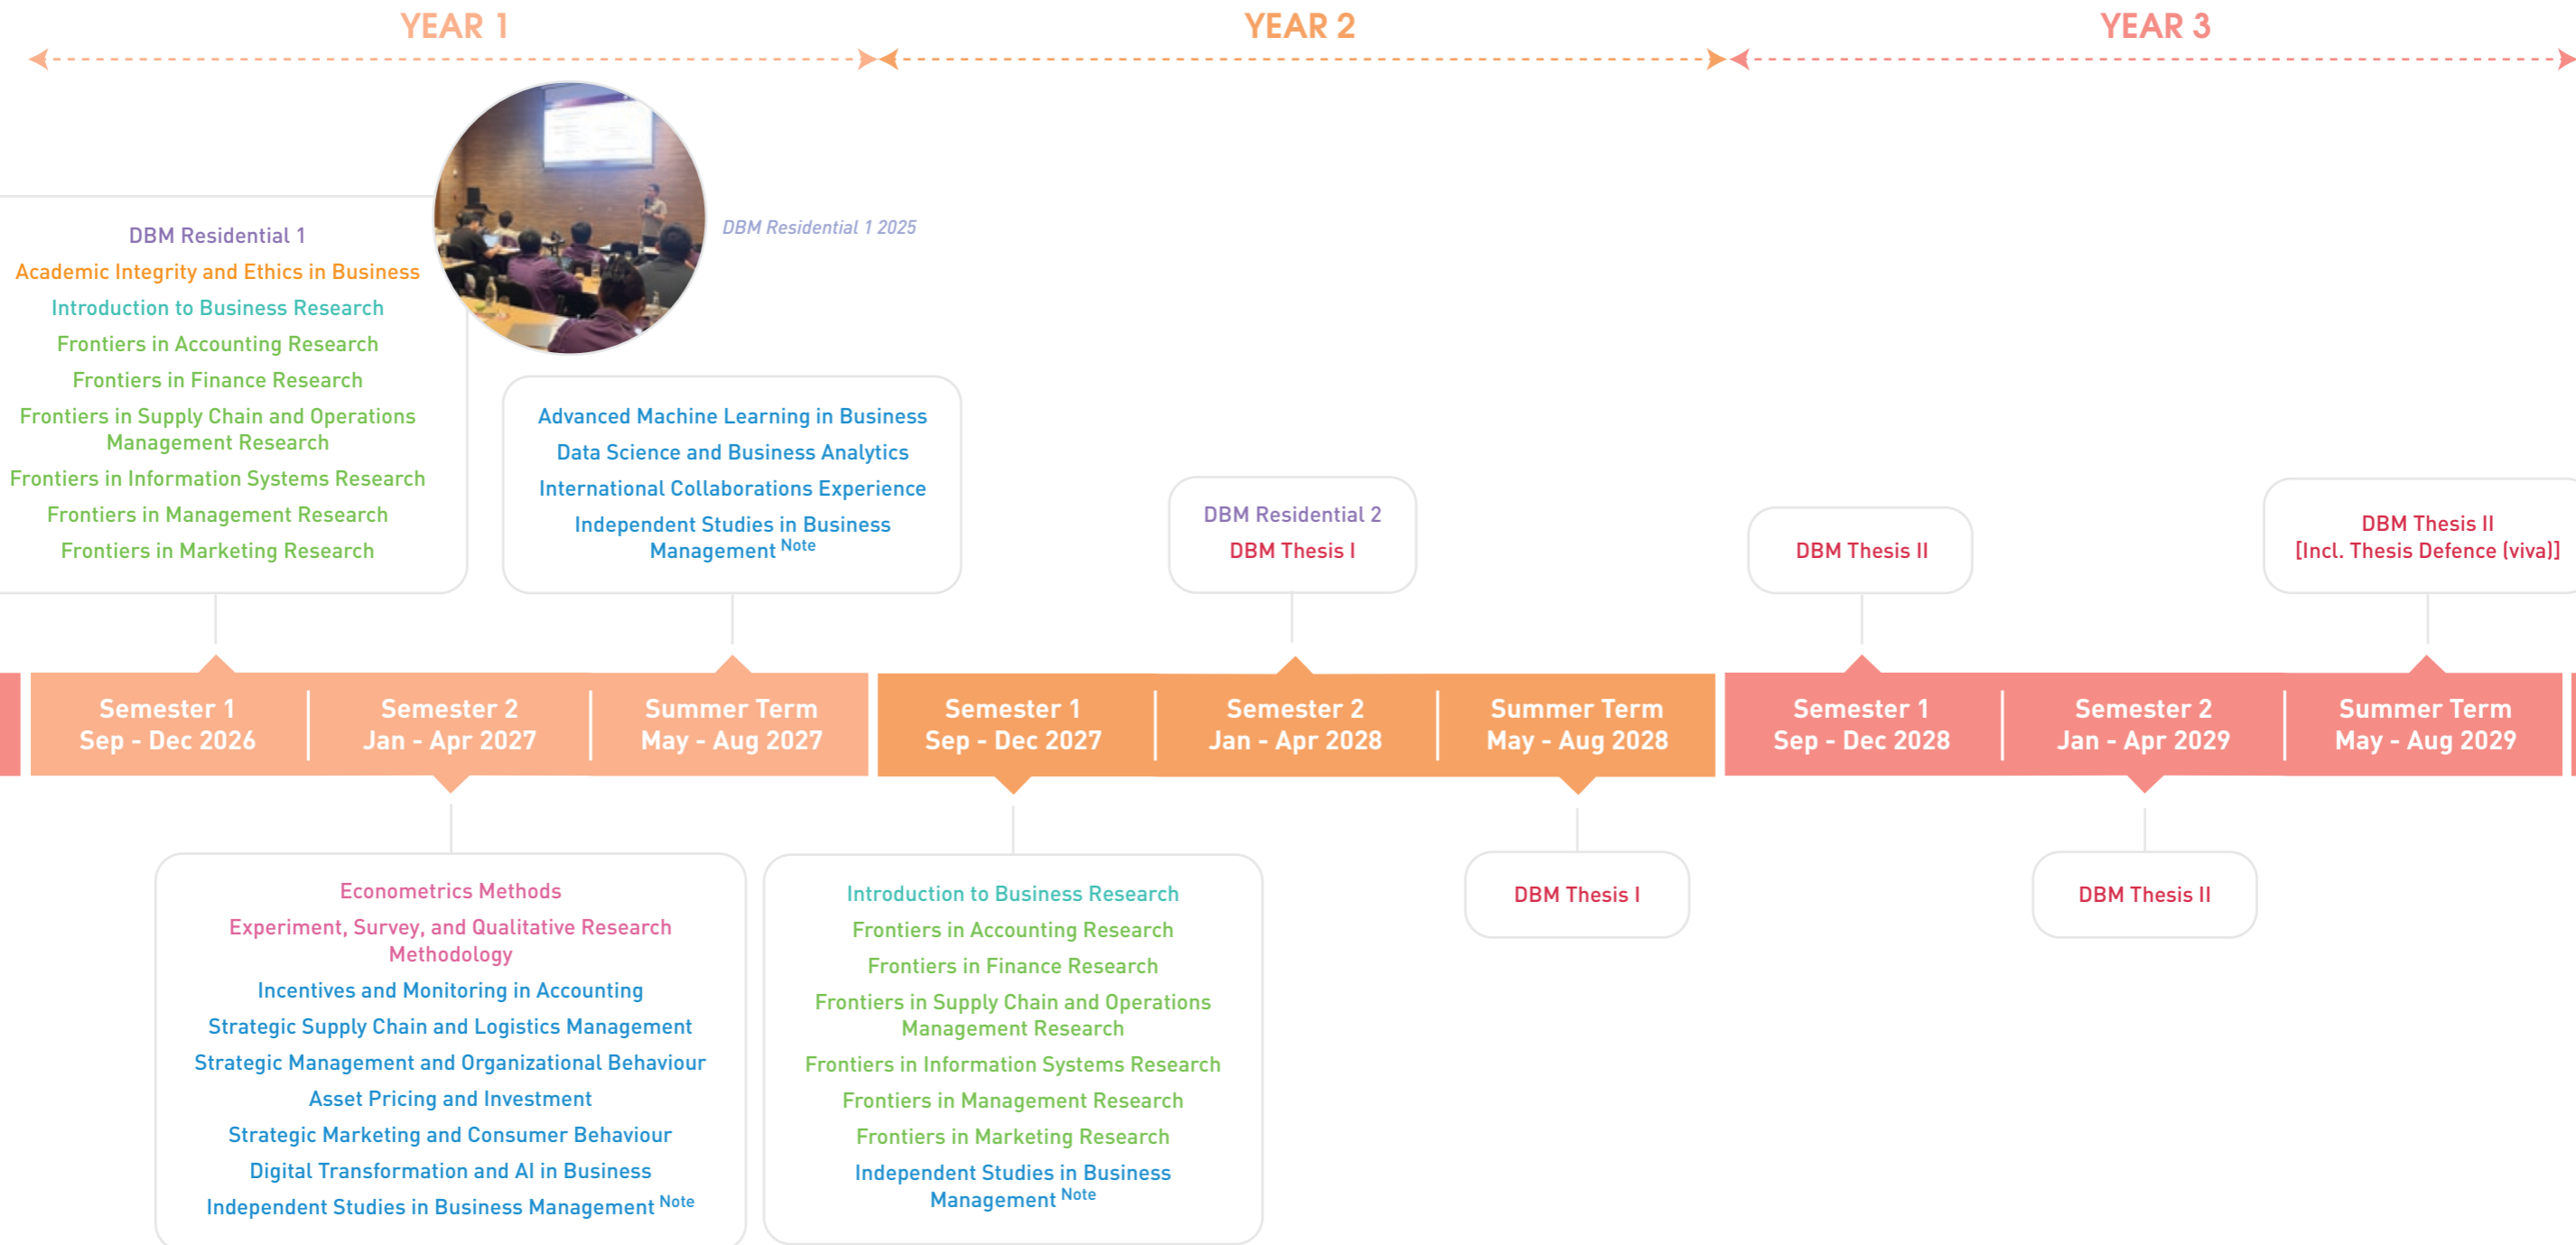 YEAR 1
YEAR 2
YEAR 3
DBM Residential 1
Academic Integrity and Ethics in Business
Introduction to Business Research
Frontiers in Accounting Research
Frontiers in Finance Research
Frontiers in Supply Chain and Operations
Management Research
Frontiers in Information Systems Research
Frontiers in Management Research
Frontiers in Marketing Research
DBM Residential 1 2025
Advanced Machine Learning in Business
Data Science and Business Analytics
International Collaborations Experience
Independent Studies in Business
Management Note
DBM Residential 2
DBM Thesis I
DBM Thesis II
DBM Thesis II
[Incl. Thesis Defence (viva)]
Semester 1
Sep - Dec 2026
Semester 2
Jan - Apr 2027
Summer Term
May - Aug 2027
Semester 1
Sep - Dec 2027
Semester 2
Jan - Apr 2028
Summer Term
May - Aug 2028
Semester 1
Sep - Dec 2028
Semester 2
Jan - Apr 2029
Summer Term
May - Aug 2029
Econometrics Methods
Experiment, Survey, and Qualitative Research
Methodology
Incentives and Monitoring in Accounting
Strategic Supply Chain and Logistics Management
Strategic Management and Organizational Behaviour
Asset Pricing and Investment
Strategic Marketing and Consumer Behaviour
Digital Transformation and AI in Business
Independent Studies in Business Management Note
Introduction to Business Research
Frontiers in Accounting Research
Frontiers in Finance Research
Frontiers in Supply Chain and Operations
Management Research
Frontiers in Information Systems Research
Frontiers in Management Research
Frontiers in Marketing Research
Independent Studies in Business
Management Note
DBM Thesis I
DBM Thesis II